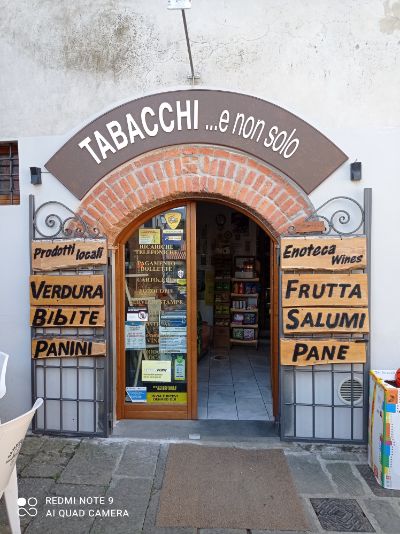 TABACCHI ...e non solo
Prodotti locali
VERDURA
BIBITE
PANINI
RICARICHE
TELEFONICHE
PAGAMENTO
BOLLETTE
Enoteca
Wines
FRUTTA
SALUMI
PANE
REDMI NOTE 9
AI QUAD CAMERA